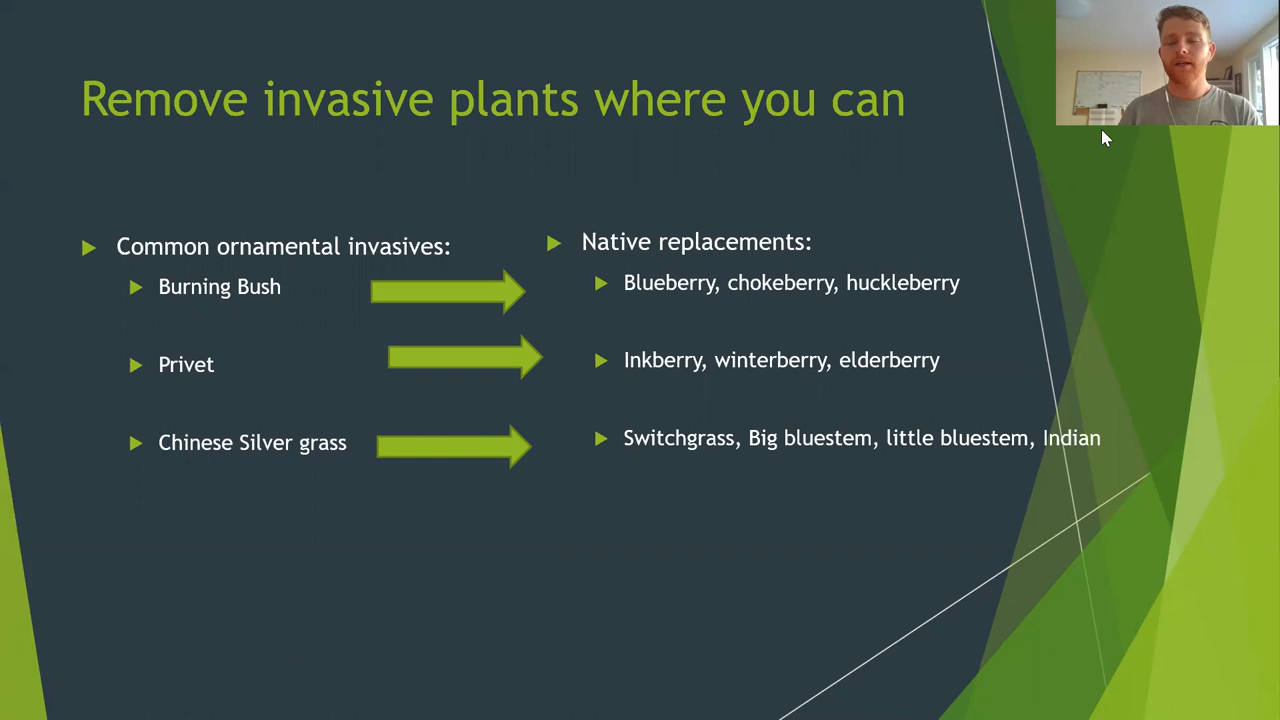 Remove invasive plants where you can
Common ornamental invasives:
Burning Bush
Privet
Chinese Silver grass
Native replacements:
Blueberry, chokeberry, huckleberry
Inkberry, winterberry, elderberry
Switchgrass, Big bluestem, little bluestem, Indian